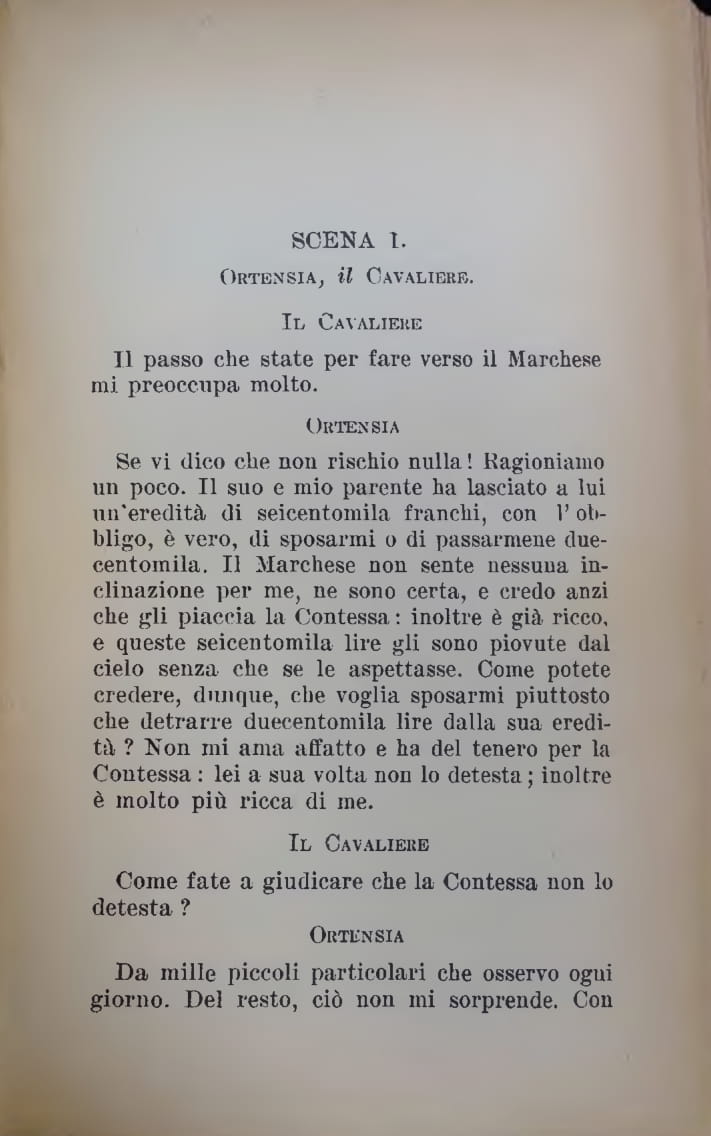 SCENA I.
ORTENSIA, il CAVALIERE.
IL CAVALIERE
Il passo che state per fare verso il Marchese
mi preoccupa molto.
ORTENSIA
Se vi dico che non rischio nulla! Ragioniamo
un poco. Il suo e mio parente ha lasciato a lui
un'eredità di seicentomila franchi, con l'ob-
bligo, è vero, di sposarmi o di passarmene due-
centomila. Il Marchese non sente nessuna in-
clinazione per me, ne sono certa, e credo anzi
che gli piaccia la Contessa: inoltre è già ricco,
e queste seicentomila lire gli sono piovute dal
cielo senza che se le aspettasse. Come potete
credere, dunque, che voglia sposarmi piuttosto
che detrarre duecentomila lire dalla sua eredi-
tà? Non mi ama affatto e ha del tenero per la
Contessa: lei a sua volta non lo detesta; inoltre
è molto più ricca di me.
IL CAVALIERE
Come fate a giudicare che la Contessa non lo
detesta?
ORTENSIA
Da mille piccoli particolari che osservo ogni
giorno. Del resto, ciò non mi sorprende. Con